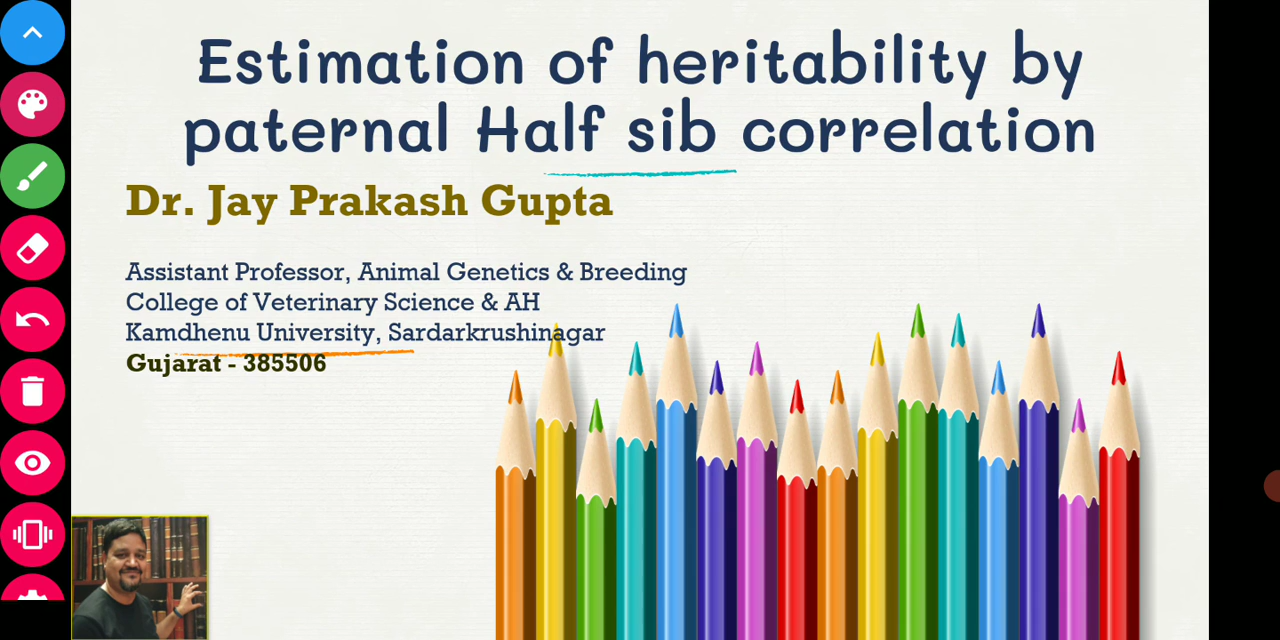 Estimation of heritability by
paternal Half sib correlation
Dr. Jay Prakash Gupta
Assistant Professor, Animal Genetics & Breeding
College of Veterinary Science & AH
Kamdhenu University, Sardarkrushinagar
Gujarat - 385506